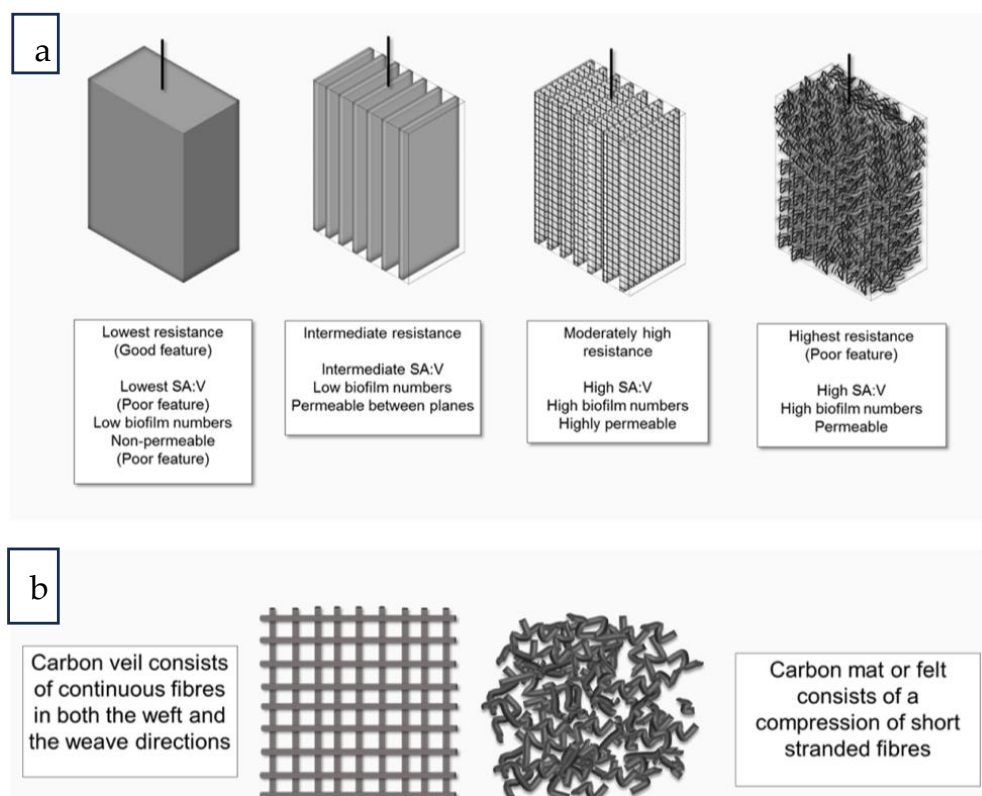 a
Lowest resistance
(Good feature)
Lowest SA:V
(Poor feature)
Low biofilm numbers
Non-permeable
(Poor feature)
Intermediate resistance
Intermediate SA:V
Low biofilm numbers
Permeable between planes
Moderately high
resistance
High SA:V
High biofilm numbers
Highly permeable
Highest resistance
(Poor feature)
High SA:V
High biofilm numbers
Permeable
b
Carbon veil consists
of continuous fibres
in both the weft and
the weave directions
Carbon mat or felt
consists of a
compression of short
stranded fibres